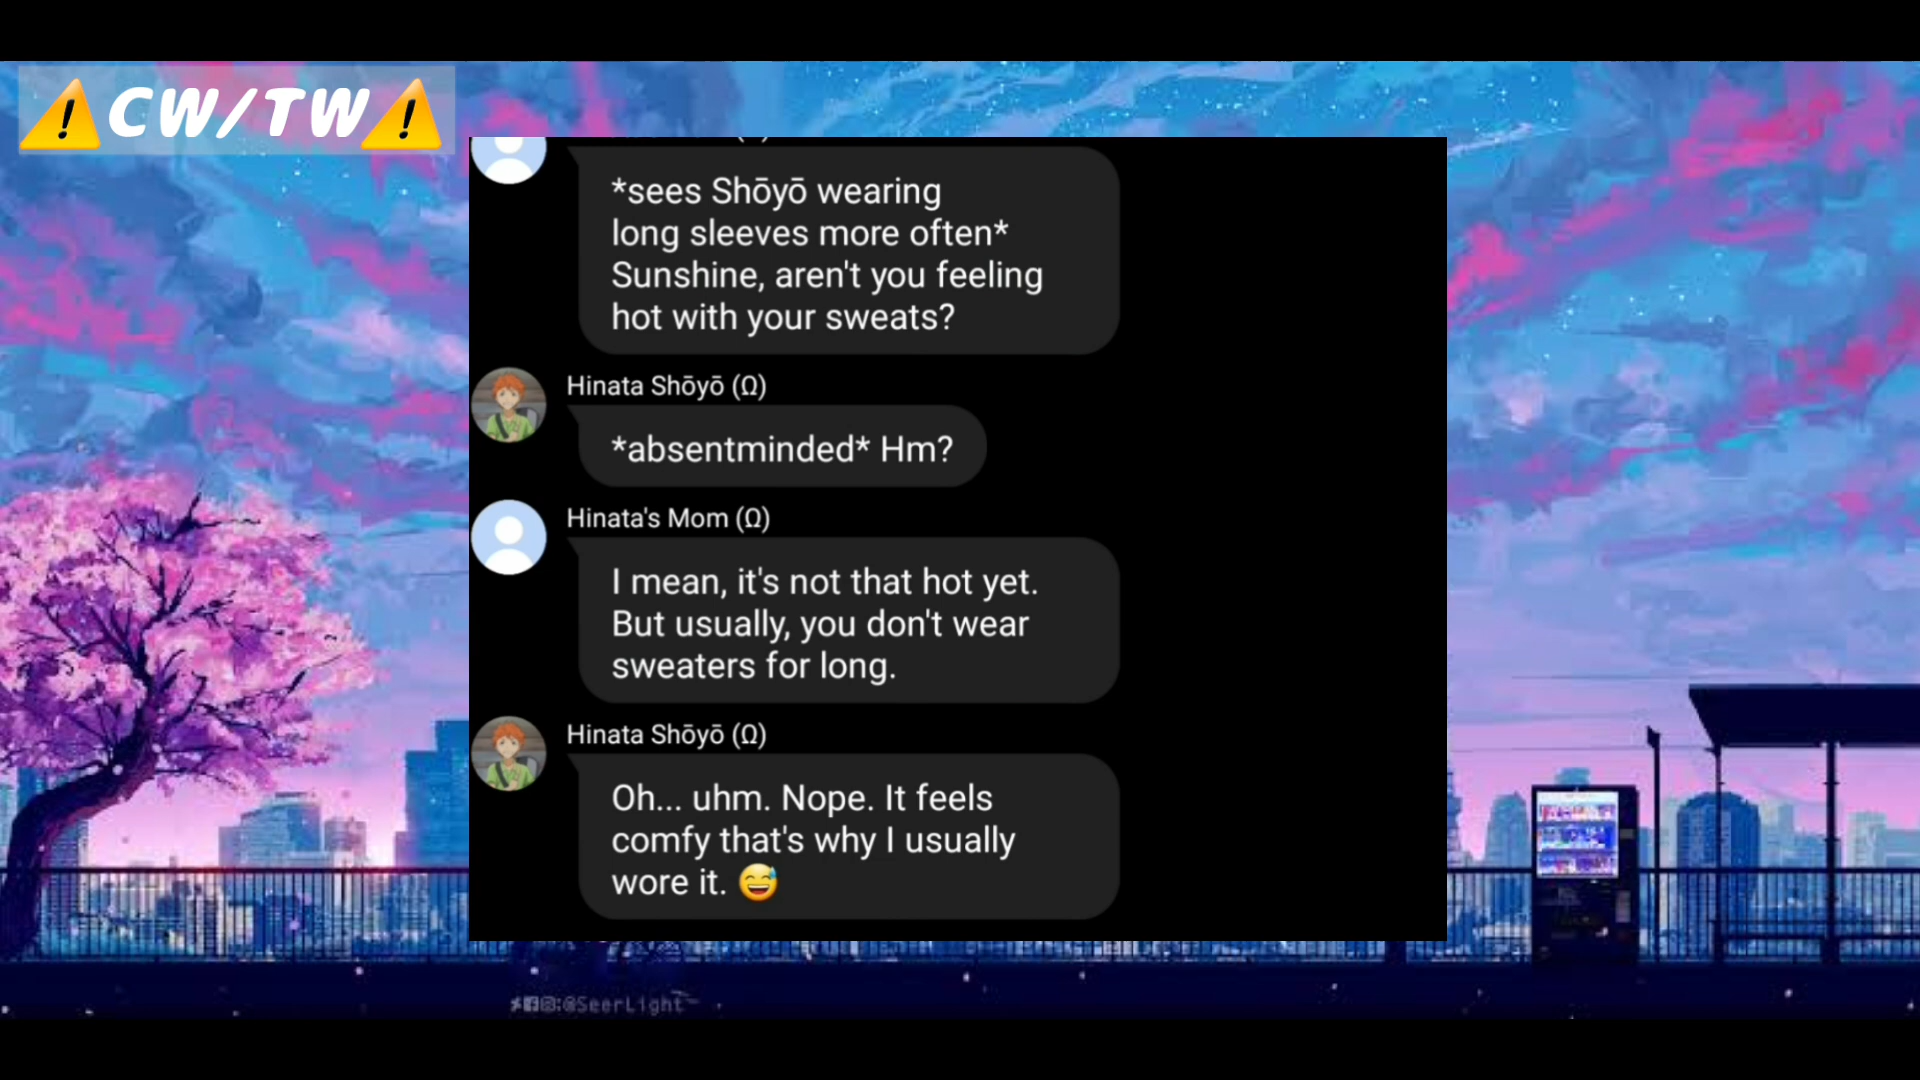 ⚠CW/TW⚠
*sees Shōyō wearing
long sleeves more often*
Sunshine, aren't you feeling
hot with your sweats?
Hinata Shōyō (Ω)
*absentminded* Hm?
Hinata's Mom (Ω)
I mean, it's not that hot yet.
But usually, you don't wear
sweaters for long.
Hinata Shōyō (Ω)
Oh... uhm. Nope. It feels
comfy that's why I usually
wore it. 😅
@SeerLight